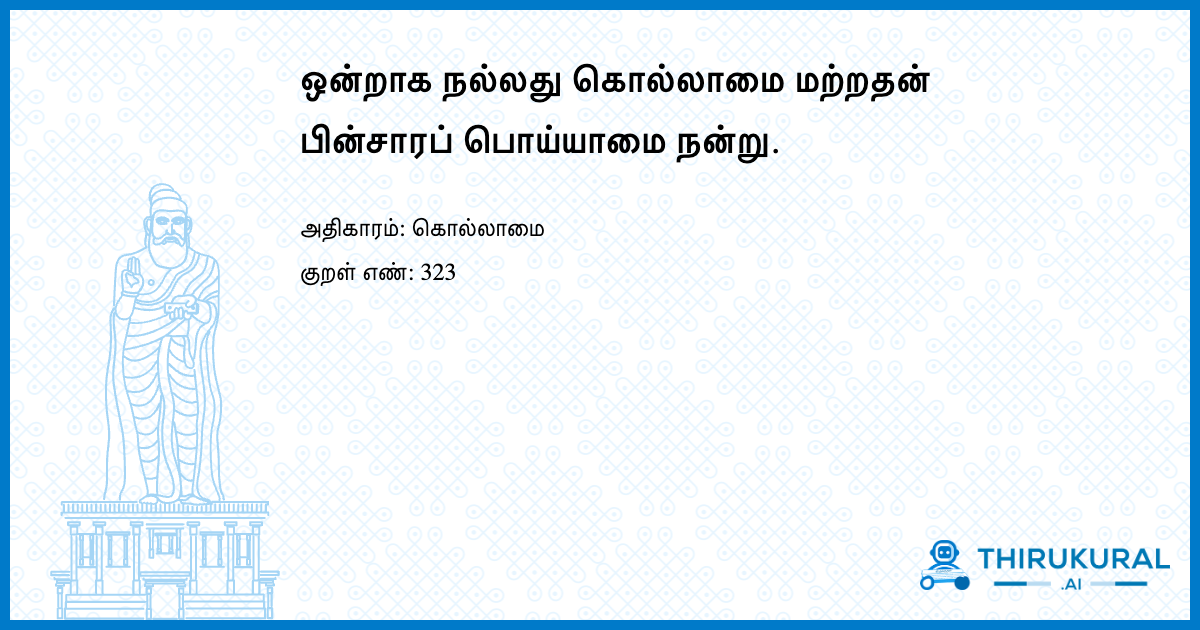 ஒன்றாக நல்லது கொல்லாமை மற்றதன்
பின்சாரப் பொய்யாமை நன்று.
அதிகாரம்: கொல்லாமை
குறள் எண்: 323
THIRUKURAL
.AI